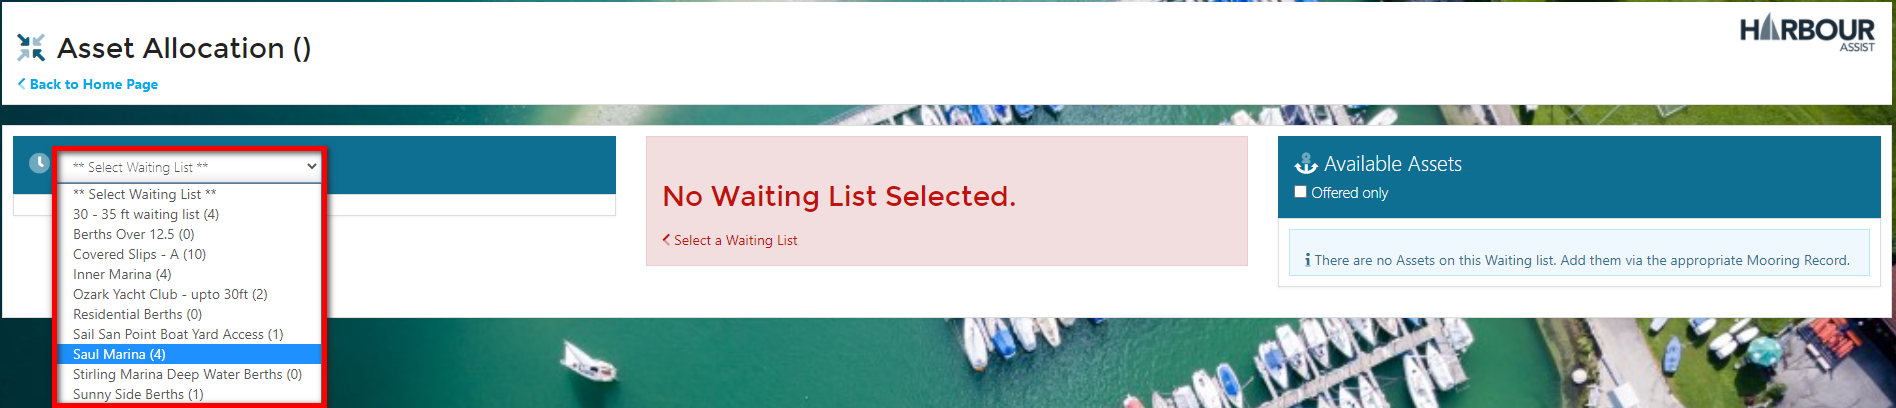 Asset Allocation ()
Back to Home Page
HARBOUR
ASSIST
** Select Waiting List **
** Select Waiting List **
30 - 35 ft waiting list (4)
Berths Over 12.5 (0)
Covered Slips - A (10)
Inner Marina (4)
Ozark Yacht Club - upto 30ft (2)
Residential Berths (0)
Sail San Point Boat Yard Access (1)
Saul Marina (4)
Stirling Marina Deep Water Berths (0)
Sunny Side Berths (1)
No Waiting List Selected.
Select a Waiting List
Available Assets
Offered only
There are no Assets on this Waiting list. Add them via the appropriate Mooring Record.